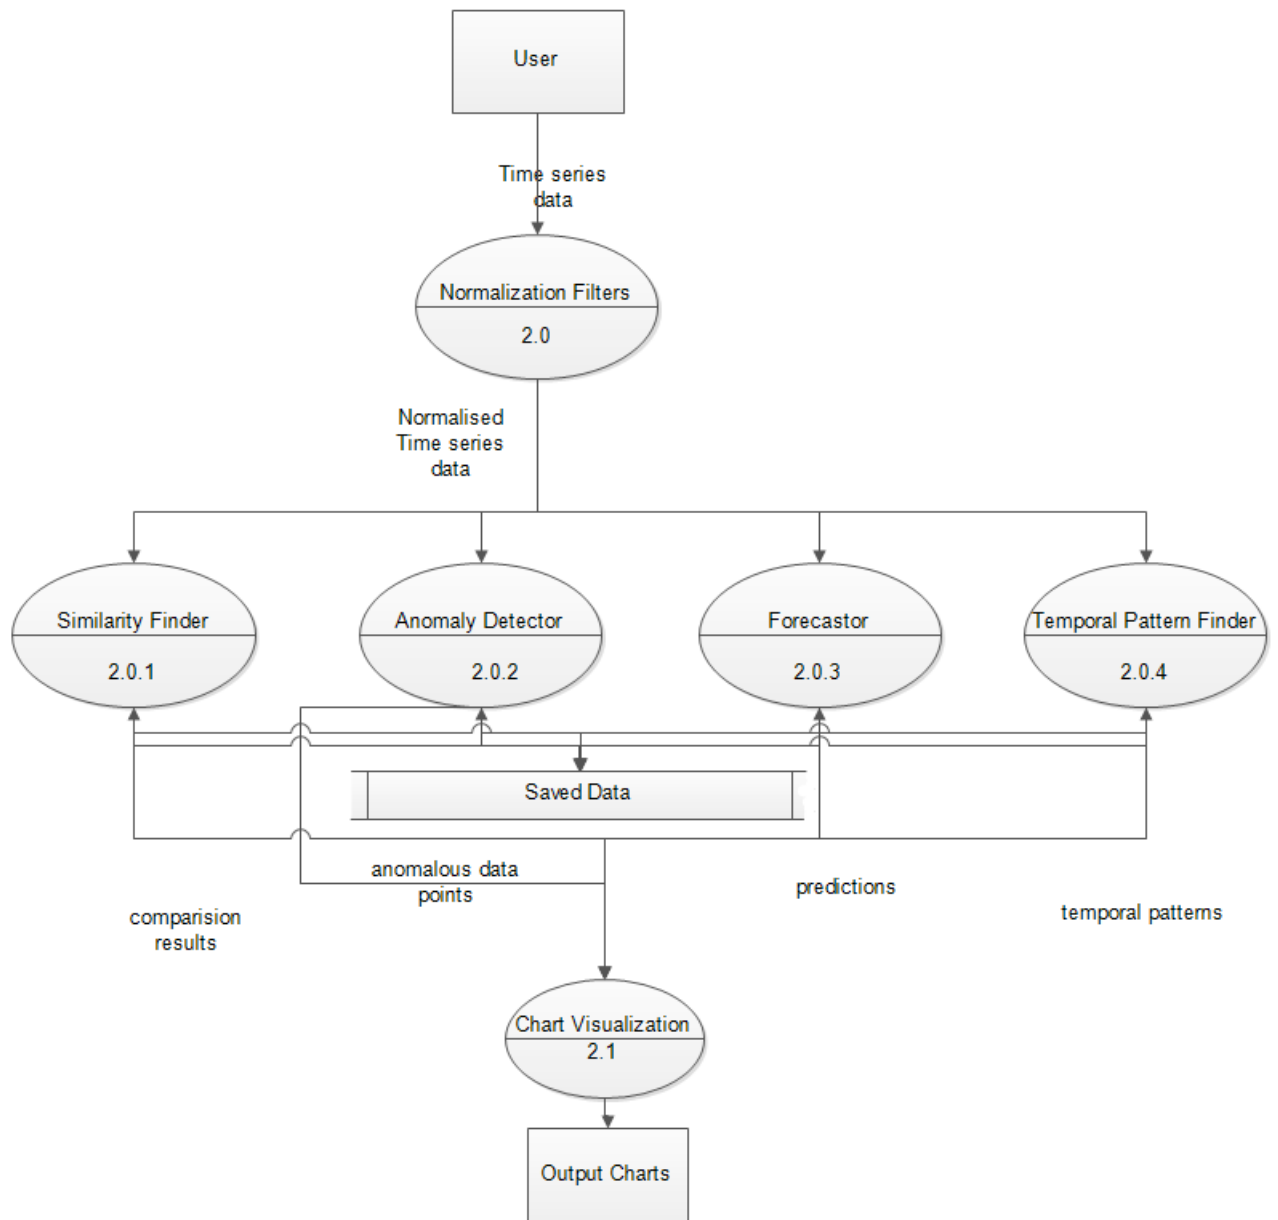 User
Time series
data
Normalization Filters
2.0
Normalised
Time series
data
Similarity Finder
2.0.1
Anomaly Detector
2.0.2
Forecastor
2.0.3
Temporal Pattern Finder
2.0.4
Saved Data
anomalous data
points
predictions
comparision
results
temporal patterns
Chart Visualization
2.1
Output Charts